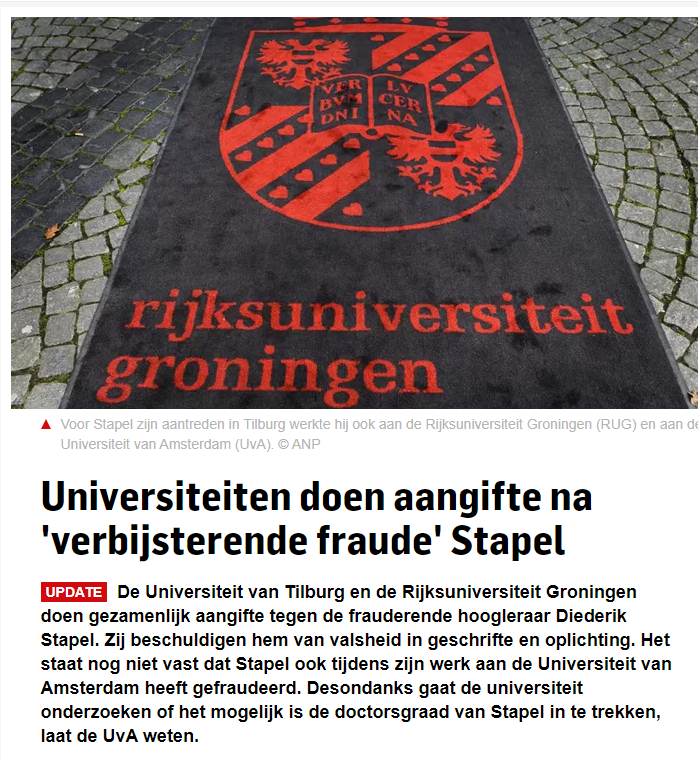 VER
BVM
DNI
LV
CER
NA
rijksuniversiteit
groningen
▲ Voor Stapel zijn aantreden in Tilburg werkte hij ook aan de Rijksuniversiteit Groningen (RUG) en aan de
Universiteit van Amsterdam (UvA). © ANP
Universiteiten doen aangifte na
'verbijsterende fraude' Stapel
UPDATE De Universiteit van Tilburg en de Rijksuniversiteit Groningen
doen gezamenlijk aangifte tegen de frauderende hoogleraar Diederik
Stapel. Zij beschuldigen hem van valsheid in geschrifte en oplichting. Het
staat nog niet vast dat Stapel ook tijdens zijn werk aan de Universiteit van
Amsterdam heeft gefraudeerd. Desondanks gaat de universiteit
onderzoeken of het mogelijk is de doctorsgraad van Stapel in te trekken,
laat de UvA weten.